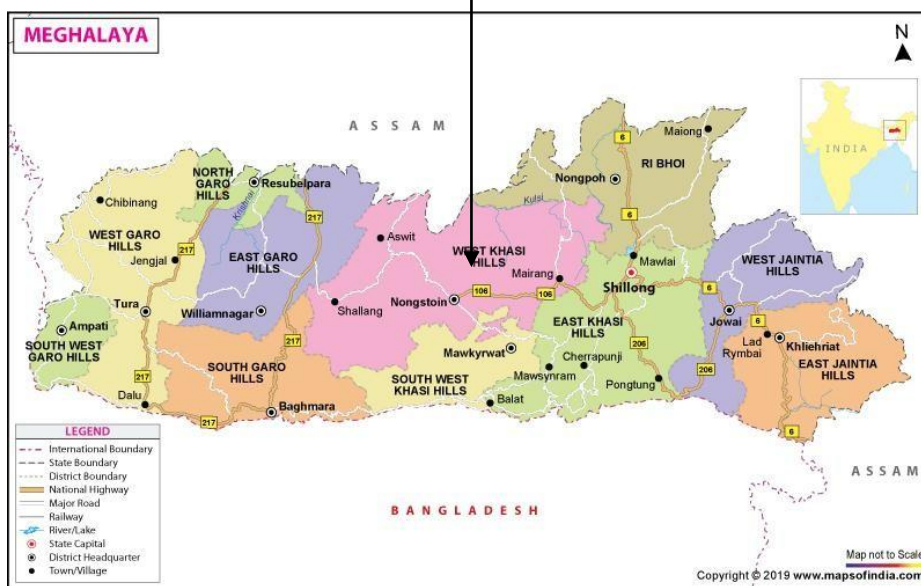 MEGHALAYA
N
ASSAM
INDIA
Maiong
6
RI BHOI
NORTH
GARO
HILLS
Resubelpara
Nongpoh
Krishnai
217
Kulsi
Chibinang
6
WEST GARO
HILLS
Aswit
217
EAST GARO
HILLS
WEST KHASI
HILLS
Mawlai
WEST JAINTIA
HILLS
Jengjal
Mairang
Shillong
106
106
6
Tura
Williamnagar
Shallang
Nongstoin
Jowai
6
Ampati
EAST KHASI
HILLS
Lad
Rymbai
Khliehriat
SOUTH WEST
GARO HILLS
217
Mawkyrwat
206
SOUTH GARO
HILLS
Cherrapunji
206
EAST JAINTIA
HILLS
217
Mawsynram
SOUTH WEST
KHASI HILLS
Pongtung
Dalu
Balat
Baghmara
217
6
LEGEND
International Boundary
State Boundary
District Boundary
National Highway
Major Road
Railway
River/Lake
State Capital
District Headquarter
Town/Village
ASSAM
BANGLADESH
Map not to Scale
Copyright © 2019 www.mapsofindia.com